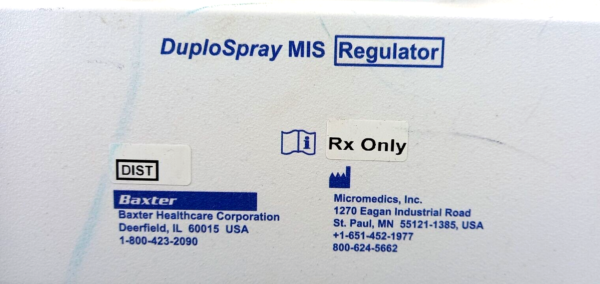 DuploSpray MIS Regulator
i Rx Only
DIST
Baxter
Baxter Healthcare Corporation
Deerfield, IL 60015 USA
1-800-423-2090
Micromedics, Inc.
1270 Eagan Industrial Road
St. Paul, MN 55121-1385, USA
+1-651-452-1977
800-624-5662